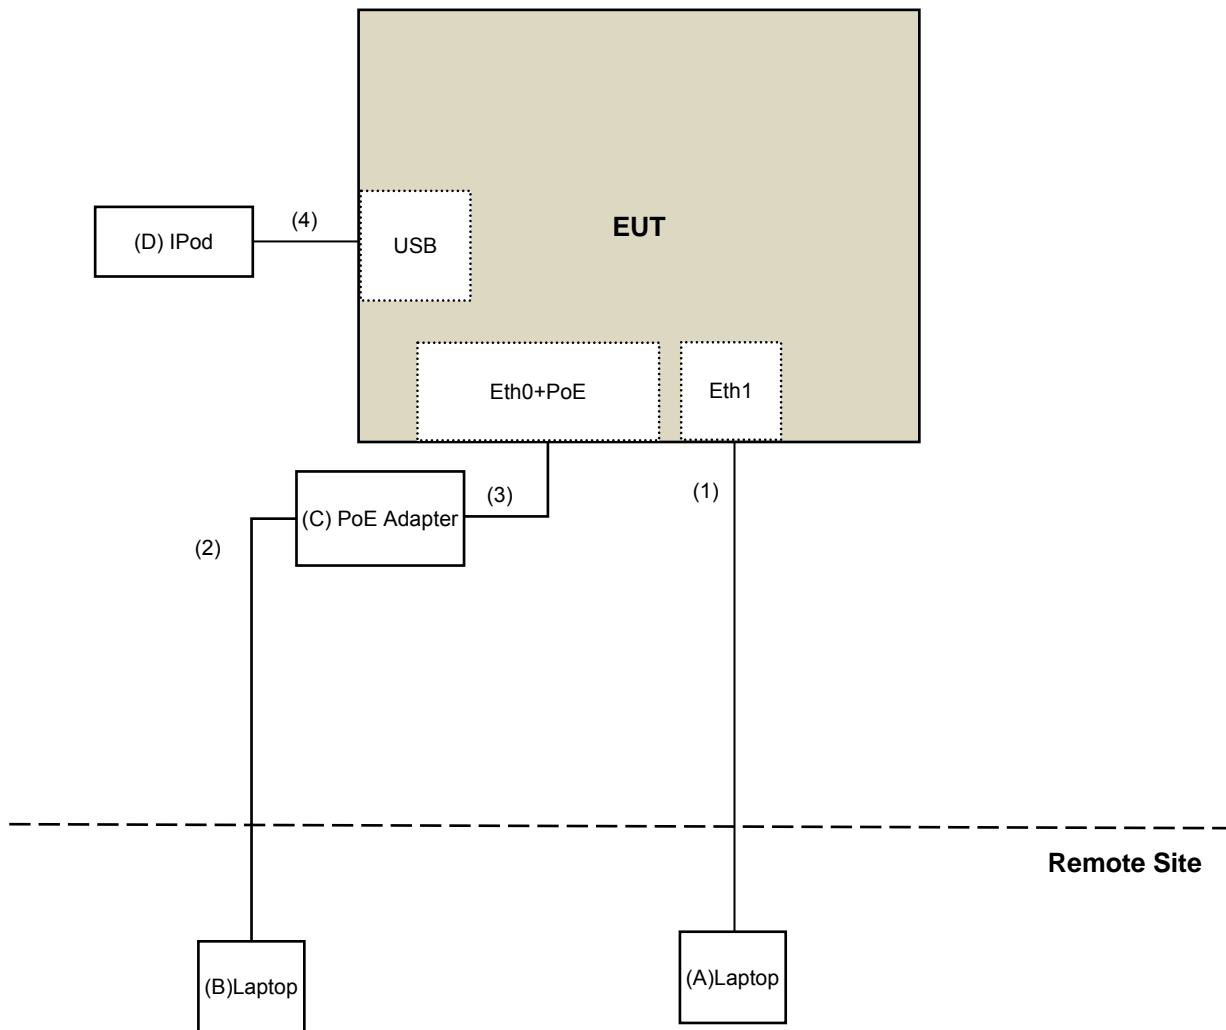 EUT
(4)
(D) IPod
USB
Eth0+PoE
Eth1
(3)
(1)
(C) PoE Adapter
(2)
Remote Site
(B)Laptop
(A)Laptop